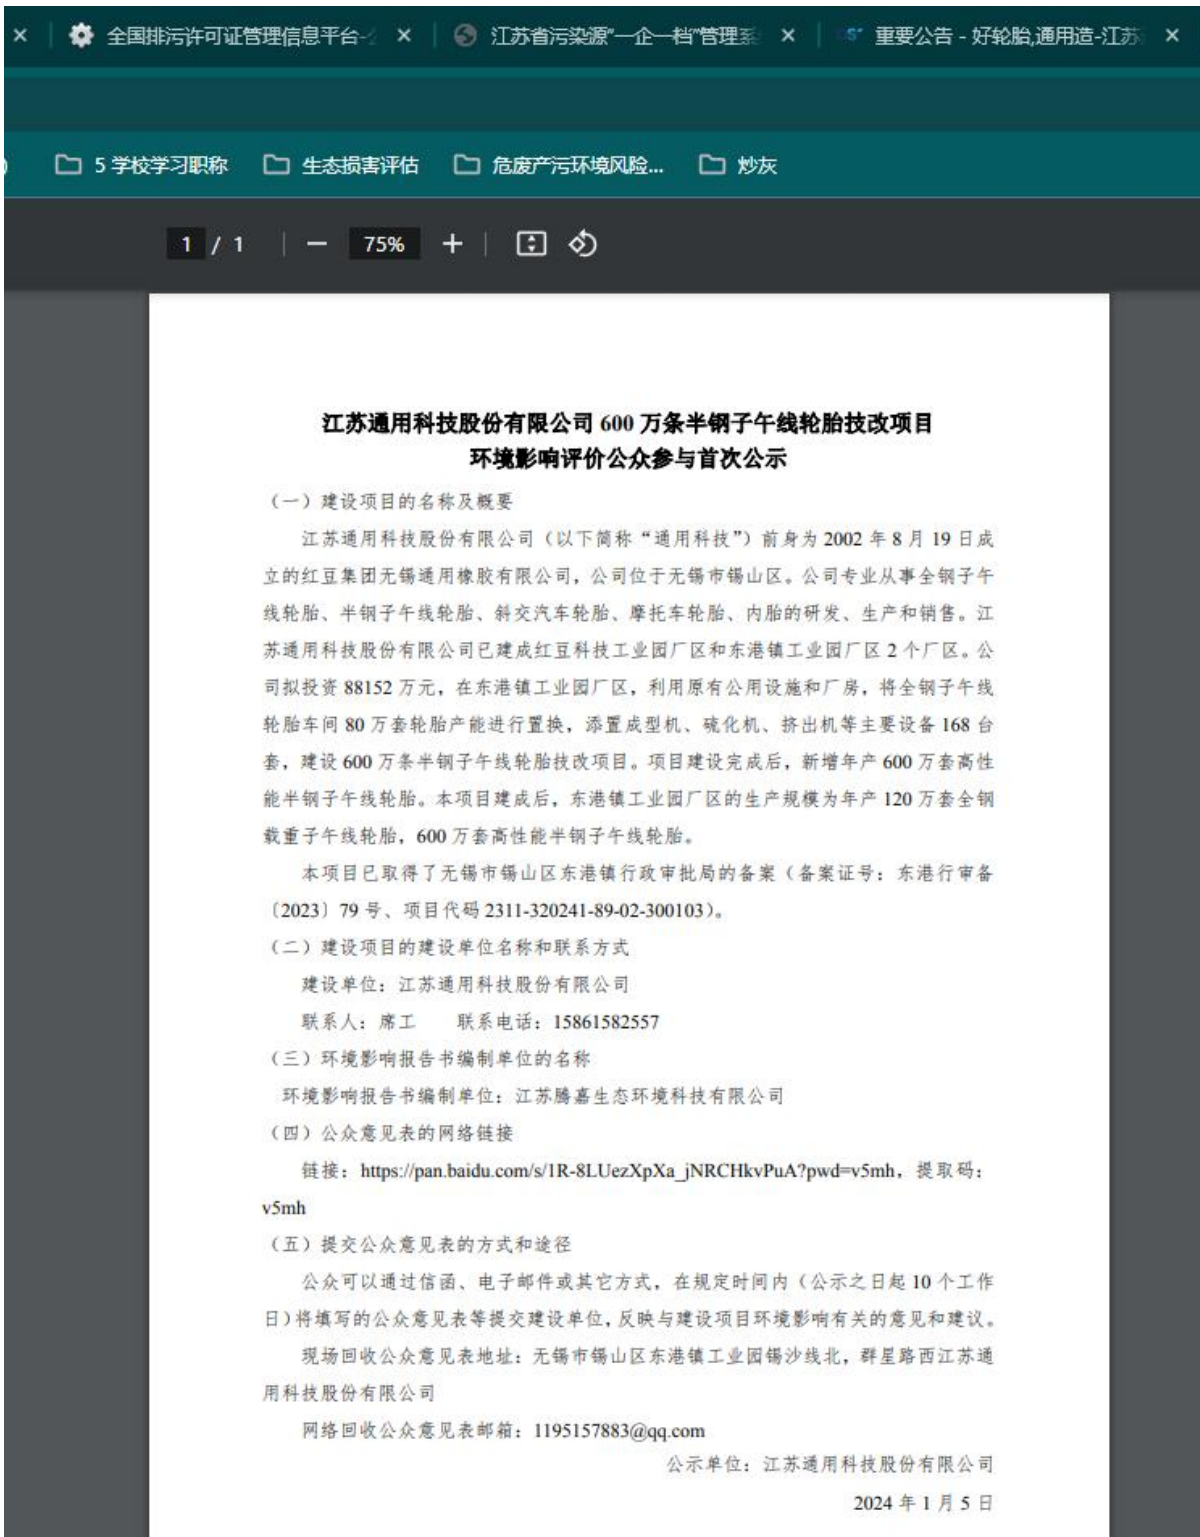 全国排污许可证管理信息平台-
江苏省污染源“一企一档”管理系
重要公告 - 好轮胎,通用造-江苏
5 学校学习职称
生态损害评估
危废产污环境风险...
炒灰
1 / 1
75%
江苏通用科技股份有限公司 600 万条半钢子午线轮胎技改项目
环境影响评价公众参与首次公示
（一）建设项目的名称及概要
江苏通用科技股份有限公司（以下简称“通用科技”）前身为 2002 年 8 月 19 日成
立的红豆集团无锡通用橡胶有限公司，公司位于无锡市锡山区。公司专业从事全钢子午
线轮胎、半钢子午线轮胎、斜交汽车轮胎、摩托车轮胎、内胎的研发、生产和销售。江
苏通用科技股份有限公司已建成红豆科技工业园厂区和东港镇工业园厂区 2 个厂区。公
司拟投资 88152 万元，在东港镇工业园厂区，利用原有公用设施和厂房，将全钢子午线
轮胎车间 80 万套轮胎产能进行置换，添置成型机、硫化机、挤出机等主要设备 168 台
套，建设 600 万条半钢子午线轮胎技改项目。项目建设完成后，新增年产 600 万套高性
能半钢子午线轮胎。本项目建成后，东港镇工业园厂区的生产规模为年产 120 万套全钢
载重子午线轮胎，600 万套高性能半钢子午线轮胎。
本项目已取得了无锡市锡山区东港镇行政审批局的备案（备案证号：东港行审备
〔2023〕79 号、项目代码 2311-320241-89-02-300103）。
（二）建设项目的建设单位名称和联系方式
建设单位：江苏通用科技股份有限公司
联系人：席工 联系电话：15861582557
（三）环境影响报告书编制单位的名称
环境影响报告书编制单位：江苏腾嘉生态环境科技有限公司
（四）公众意见表的网络链接
链接：https://pan.baidu.com/s/1R-8LUezXpXa_jNRCHkvPuA?pwd=v5mh，提取码：
v5mh
（五）提交公众意见表的方式和途径
公众可以通过信函、电子邮件或其它方式，在规定时间内（公示之日起 10 个工作
日）将填写的公众意见表等提交建设单位，反映与建设项目环境影响有关的意见和建议。
现场回收公众意见表地址：无锡市锡山区东港镇工业园锡沙线北，群星路西江苏通
用科技股份有限公司
网络回收公众意见表邮箱：1195157883@qq.com
公示单位：江苏通用科技股份有限公司
2024 年 1 月 5 日